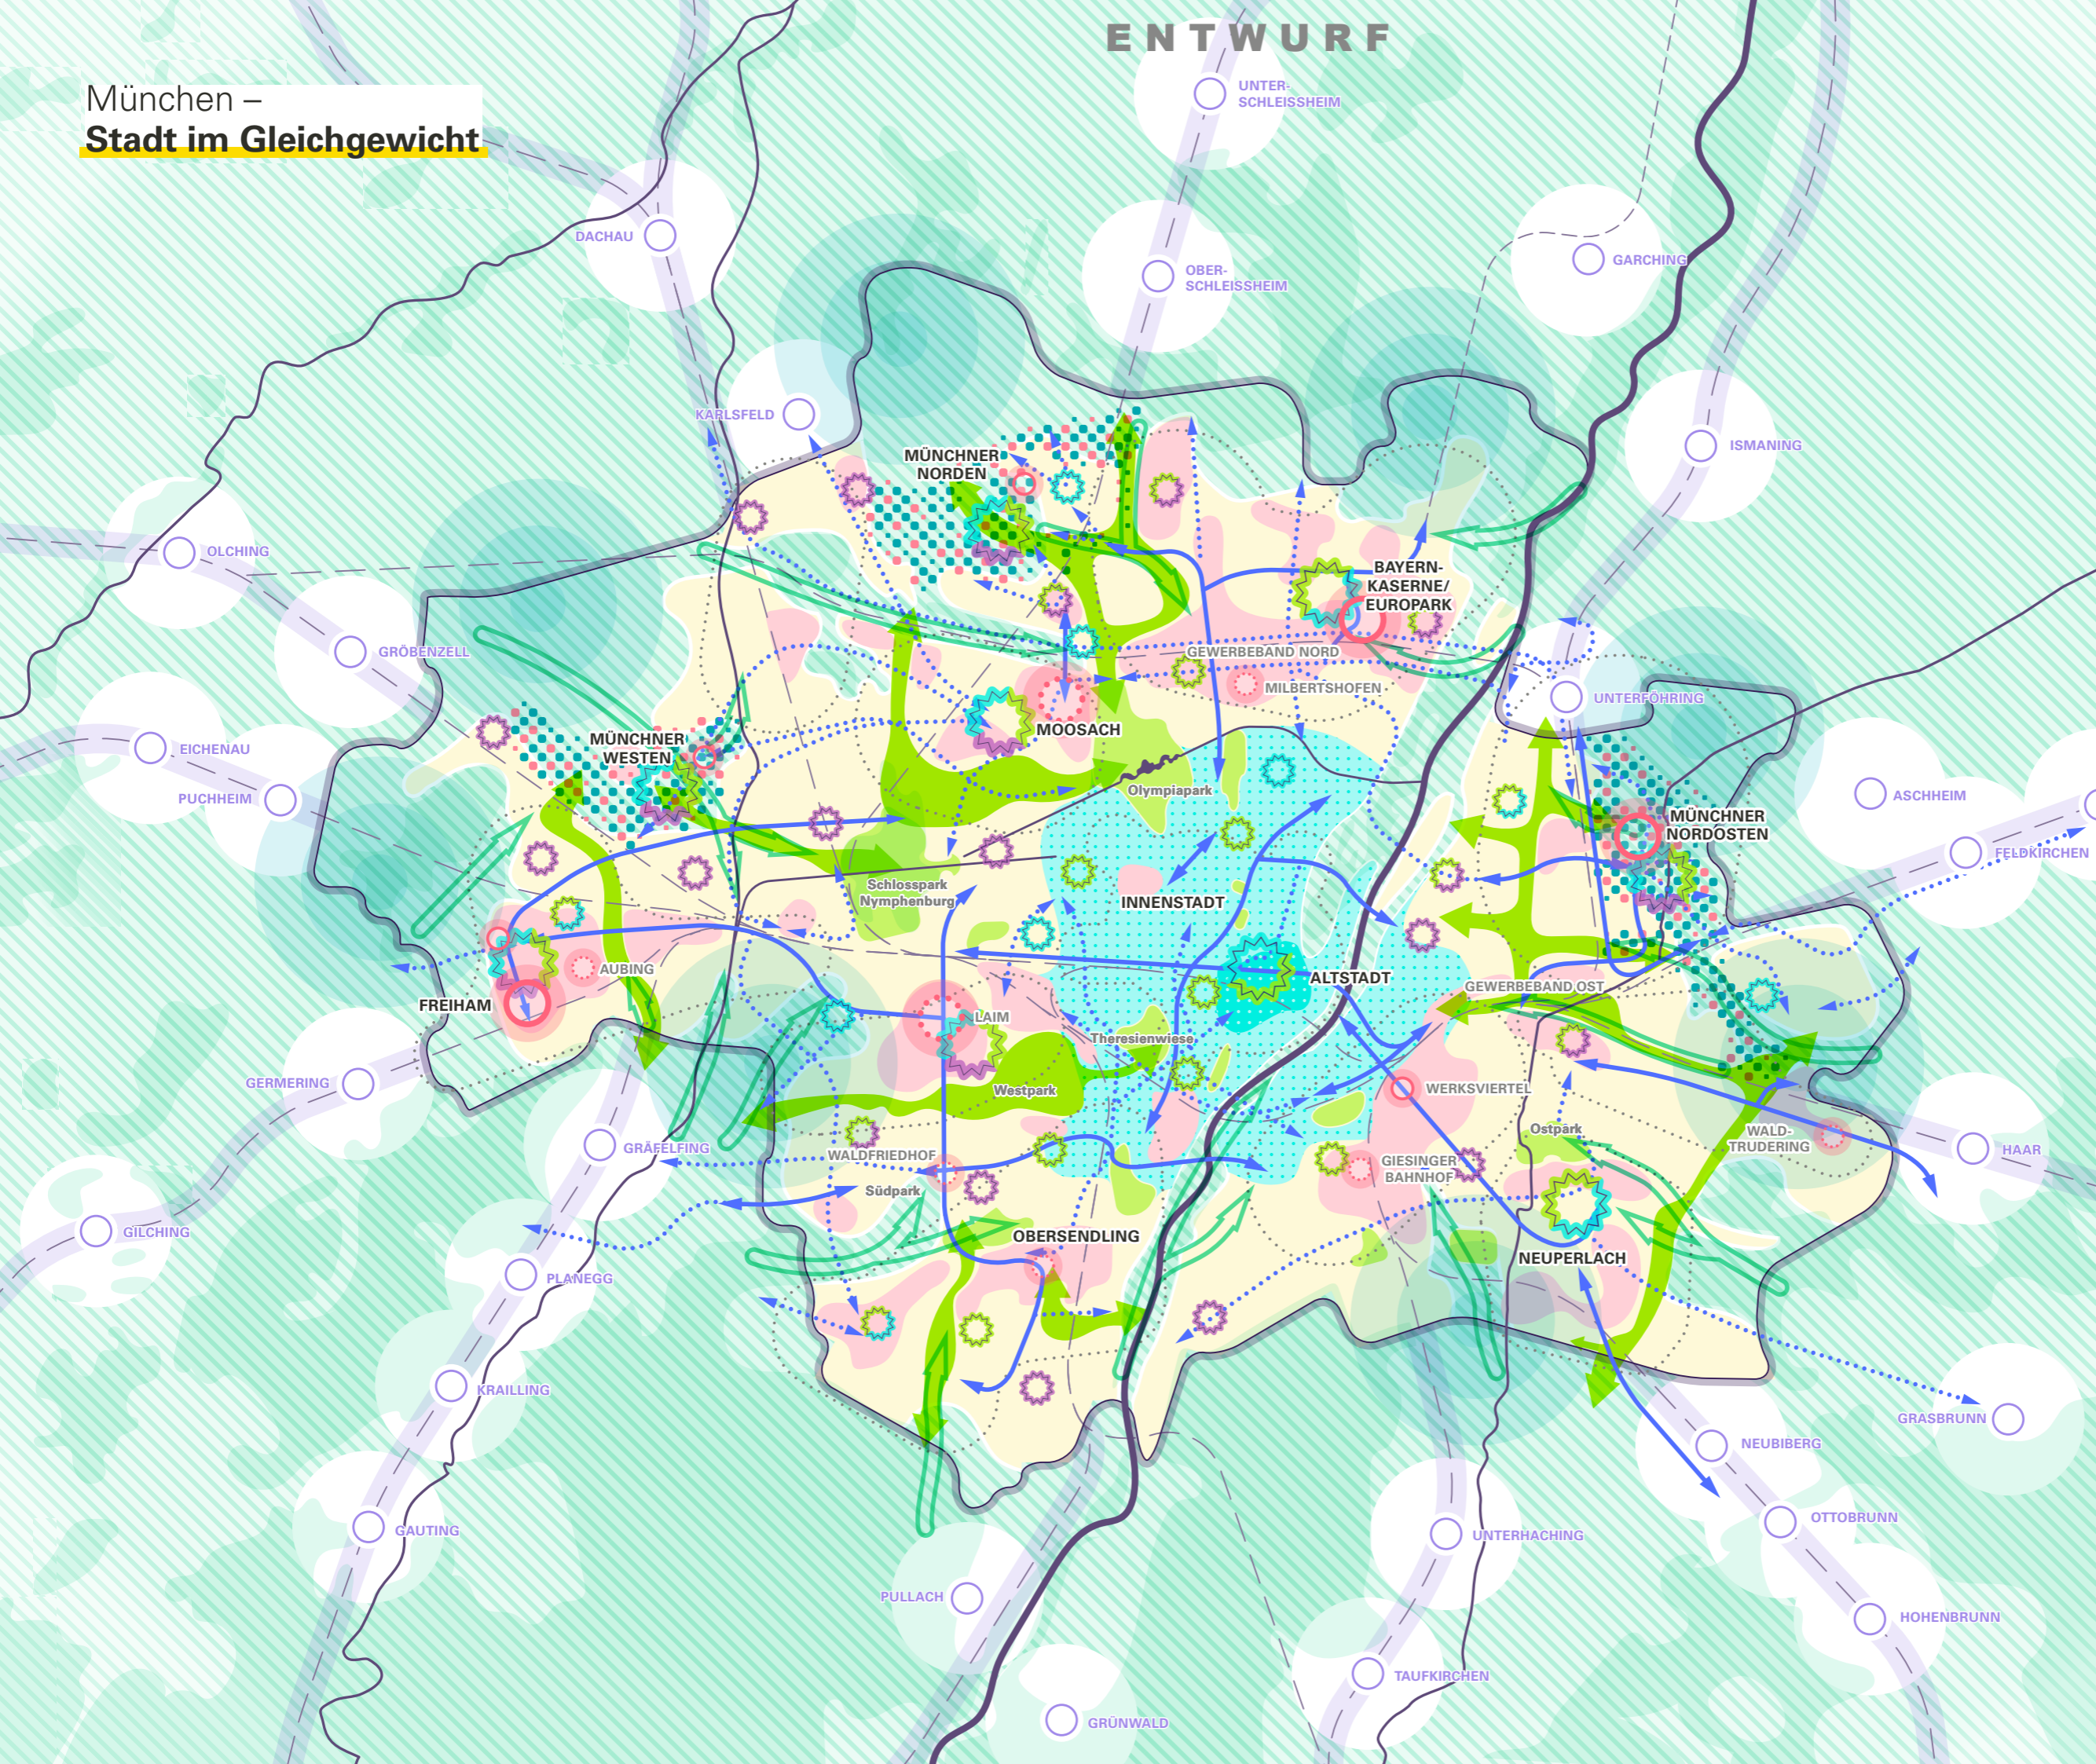 ENTWURF
München –
Stadt im Gleichgewicht
UNTER-
SCHLEISSHEIM
DACHAU
GARCHING
OBER-
SCHLEISSHEIM
KARLSFELD
ISMANING
MÜNCHNER
NORDEN
OLCHING
BAYERN-
KASERNE/
EUROPARK
GRÖBENZELL
GEWERBEBAND NORD
MILBERTSHOFEN
UNTERFÖHRING
EICHENAU
MÜNCHNER
WESTEN
MOOSACH
PUCHHEIM
Olympiapark
ASCHHEIM
MÜNCHNER
NORDOSTEN
FELDKIRCHEN
Schlosspark
Nymphenburg
INNENSTADT
AUBING
FREIHAM
ALTSTADT
GEWERBEBAND OST
LAIM
Theresienwiese
GERMERING
Westpark
WERKSVIERTEL
Ostpark
WALD-
TRUDERING
GRÄFELFING
WALDFRIEDHOF
GIESINGER
BAHNHOF
HAAR
Südpark
GILCHING
OBERSENDLING
NEUPERLACH
PLANEGG
KRAILLING
GRASBRUNN
NEUBIBERG
GAUTING
UNTERHACHING
OTTOBRUNN
PULLACH
HOHENBRUNN
TAUFKIRCHEN
GRÜNWALD